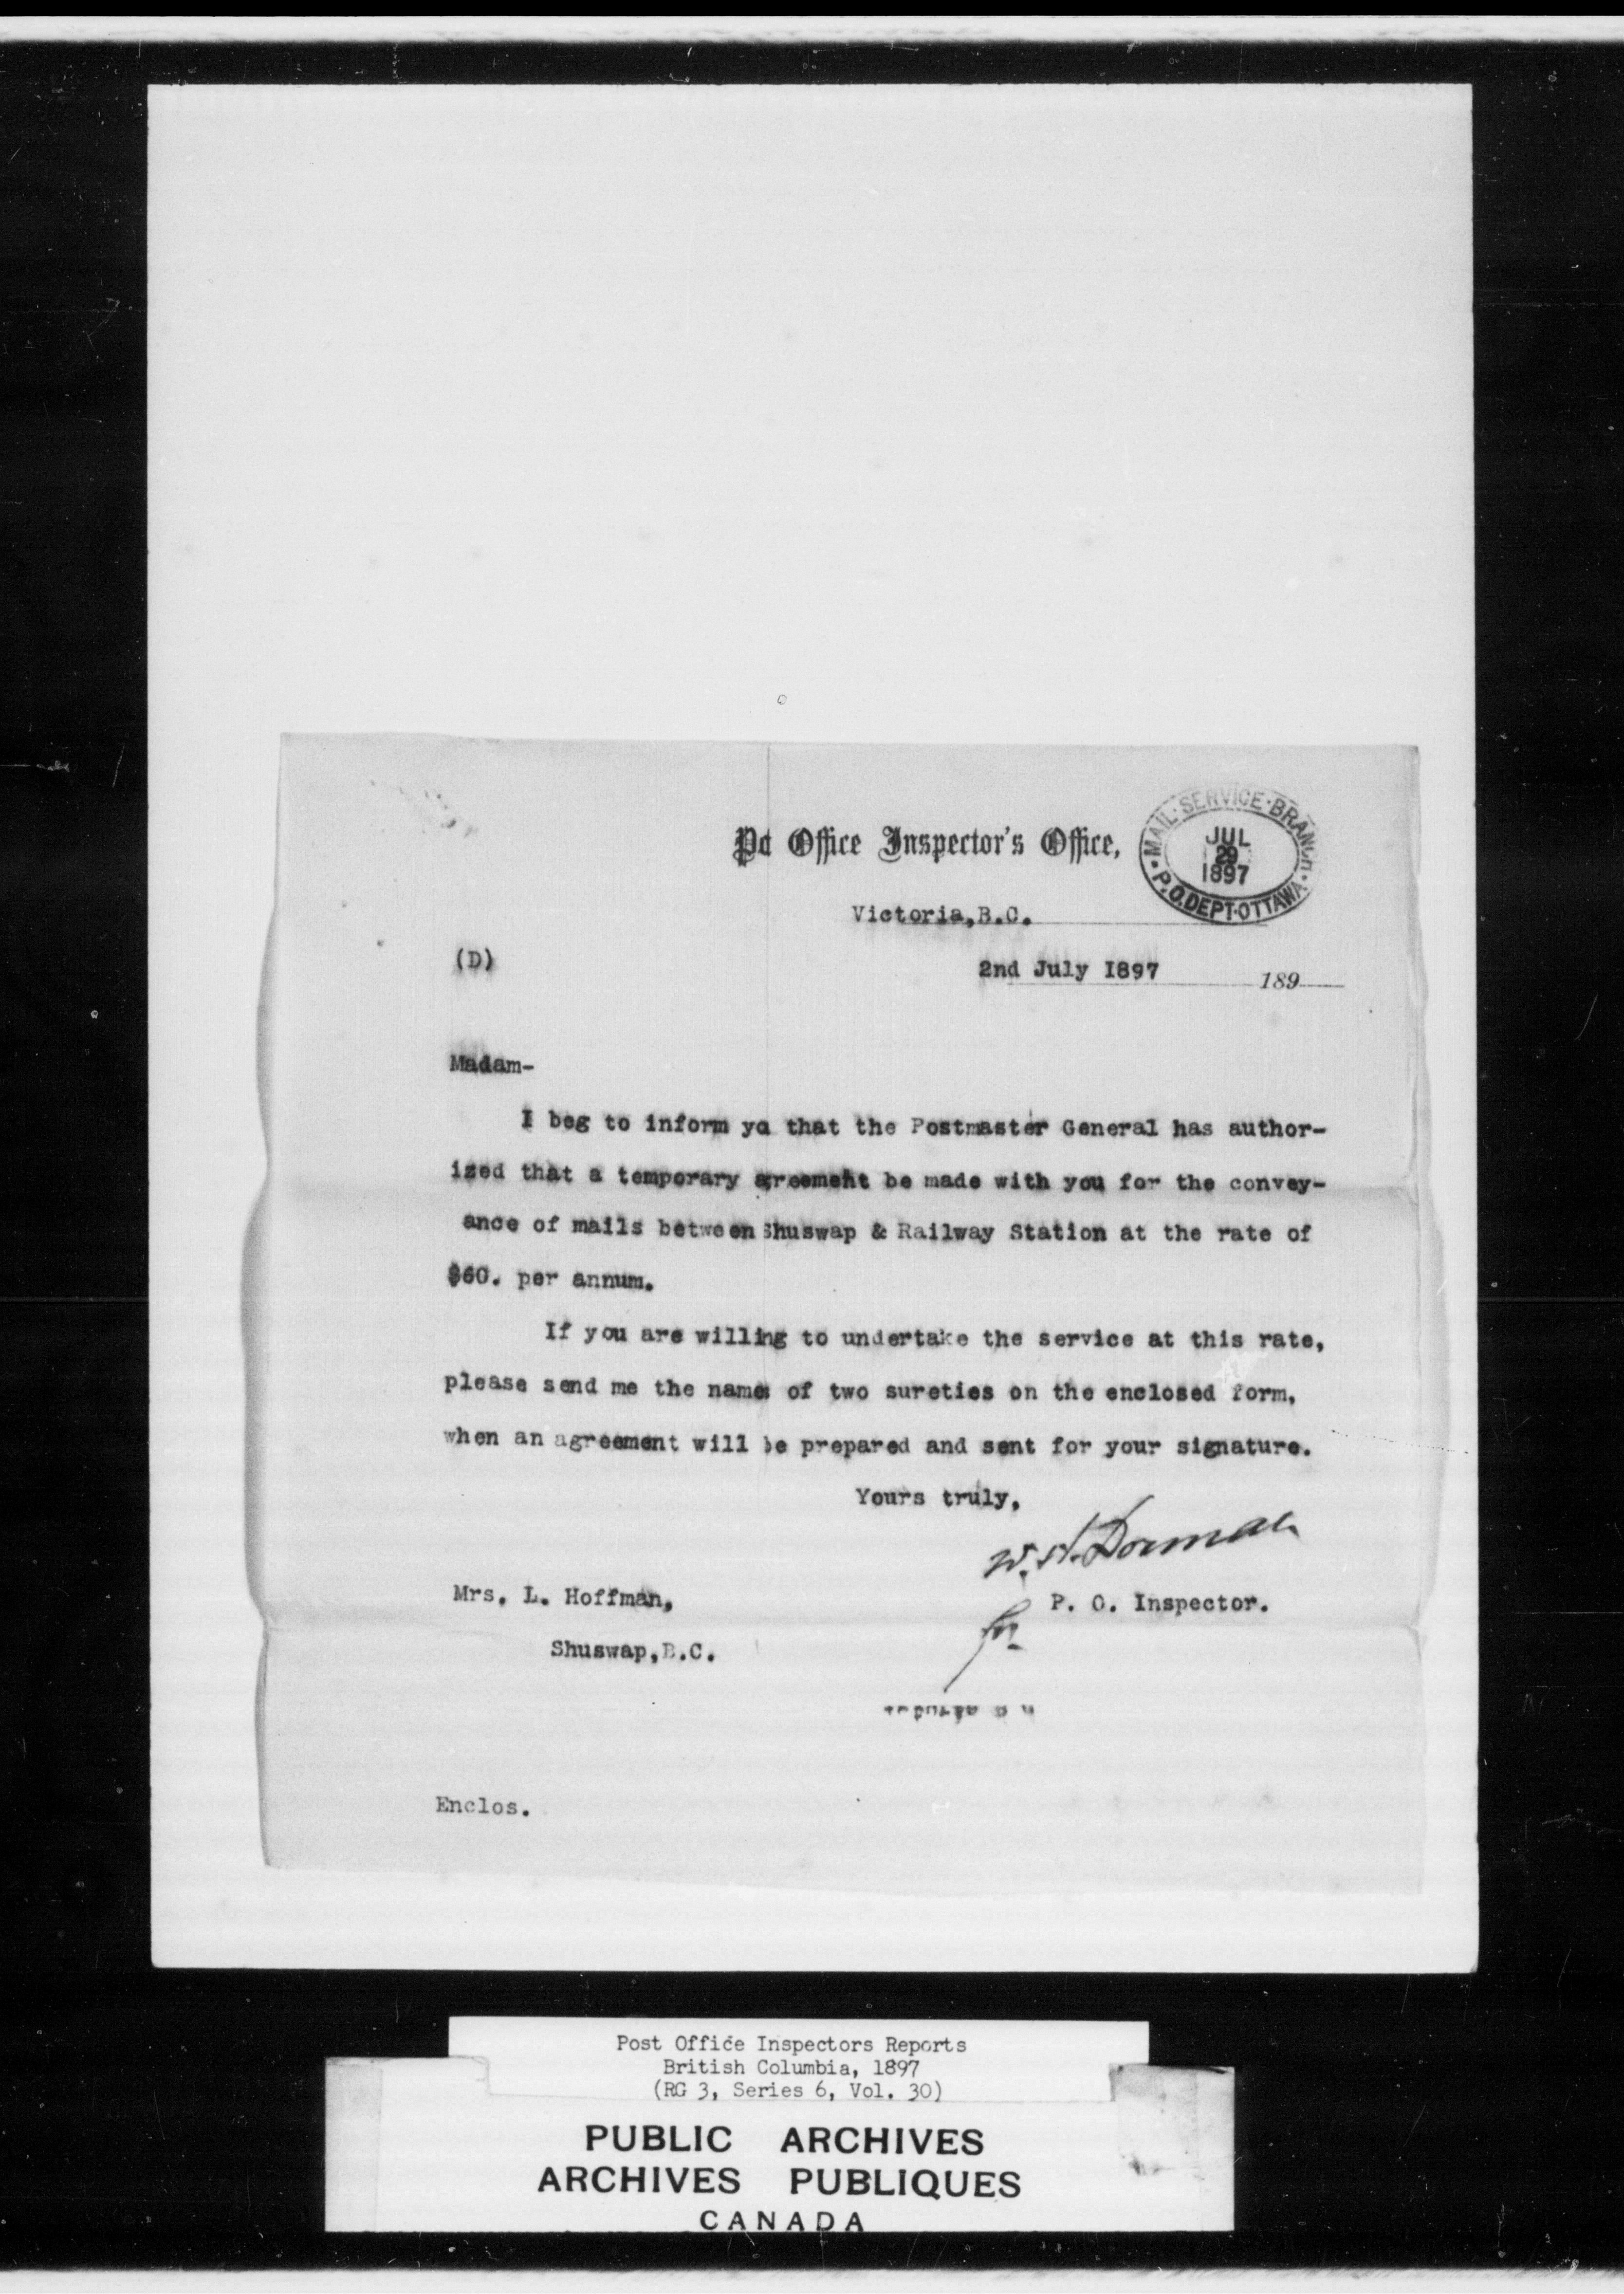 Pot Office Inspector's Office,
MAIL·SERVICE·BRANCH
JUL
29
1897
P.O.DEPT·OTTAWA
Victoria,B.C.
(D)
2nd July 1897 189
Madam-
I beg to inform yo that the Postmaster General has author-
ized that a temporary agreement be made with you for the convey-
ance of mails between Shuswap & Railway Station at the rate of
$60. per annum.
If you are willing to undertake the service at this rate,
please send me the names of two sureties on the enclosed form,
when an agreement will be prepared and sent for your signature.
Yours truly,
W.H.Dorman
Mrs. L. Hoffman,
for P. O. Inspector.
Shuswap,B.C.
Enclos.
Post Office Inspectors Reports
British Columbia, 1897
(RG 3, Series 6, Vol. 30)
PUBLIC ARCHIVES
ARCHIVES PUBLIQUES
CANADA